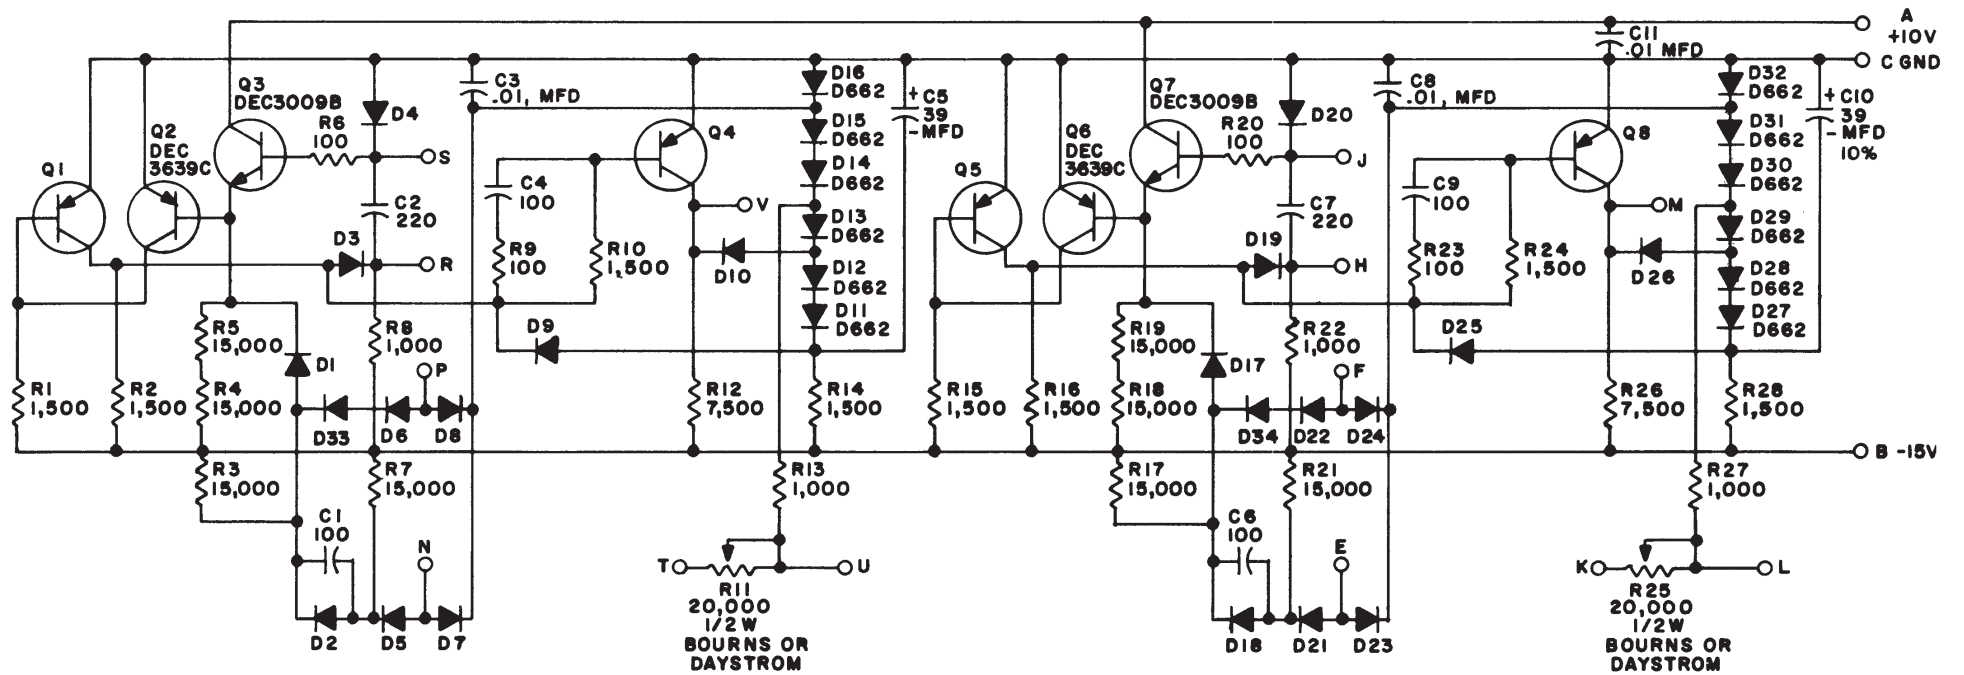 A
+10V
C GND
B -15V
C11
.01 MFD
Q3
DEC3009B
R6
100
D4
S
C3
.01, MFD
D16
D662
+ C5
39
- MFD
Q2
DEC
3639C
Q1
Q4
D15
D662
D14
D662
C4
100
C2
220
V
D13
D662
D3
R
R9
100
R10
1,500
D10
D12
D662
D11
D662
R5
15,000
D1
R8
1,000
D9
P
R1
1,500
R2
1,500
R4
15,000
D33
D6
D8
R12
7,500
R14
1,500
R3
15,000
R7
15,000
R13
1,000
C1
100
N
D2
D5
D7
T
U
R11
20,000
1/2W
BOURNS OR
DAYSTROM
Q7
DEC3009B
R20
100
D20
J
C8
.01, MFD
D32
D662
+ C10
39
- MFD
10%
Q6
DEC
3639C
Q5
Q8
D31
D662
D30
D662
C9
100
C7
220
M
D29
D662
D19
H
R23
100
R24
1,500
D26
D28
D662
D27
D662
R19
15,000
D17
R22
1,000
D25
F
R15
1,500
R16
1,500
R18
15,000
D34
D22
D24
R26
7,500
R28
1,500
R17
15,000
R21
15,000
R27
1,000
C6
100
E
D18
D21
D23
K
L
R25
20,000
1/2W
BOURNS OR
DAYSTROM